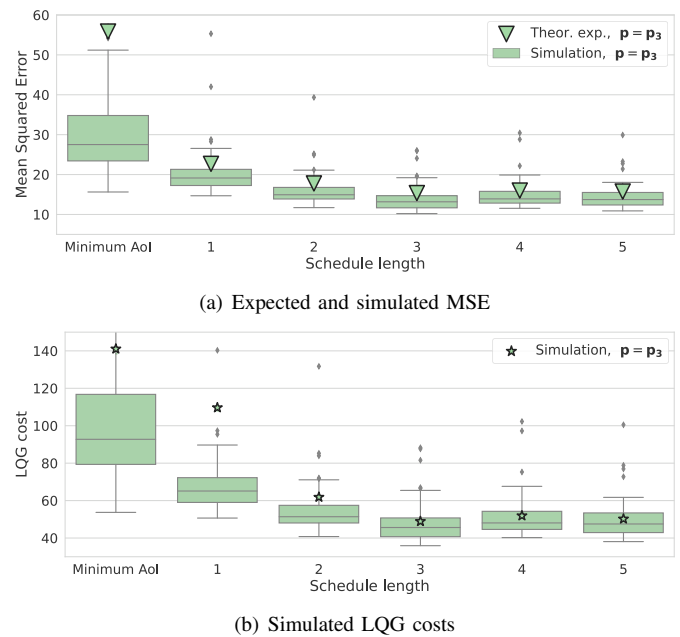 60
50
40
30
20
10
Mean Squared Error
Theor. exp., p = p₃
Simulation, p = p₃
Minimum AoI 1 2 3 4 5
Schedule length
(a) Expected and simulated MSE
140
120
100
80
60
40
LQG cost
Simulation, p = p₃
Minimum AoI 1 2 3 4 5
Schedule length
(b) Simulated LQG costs